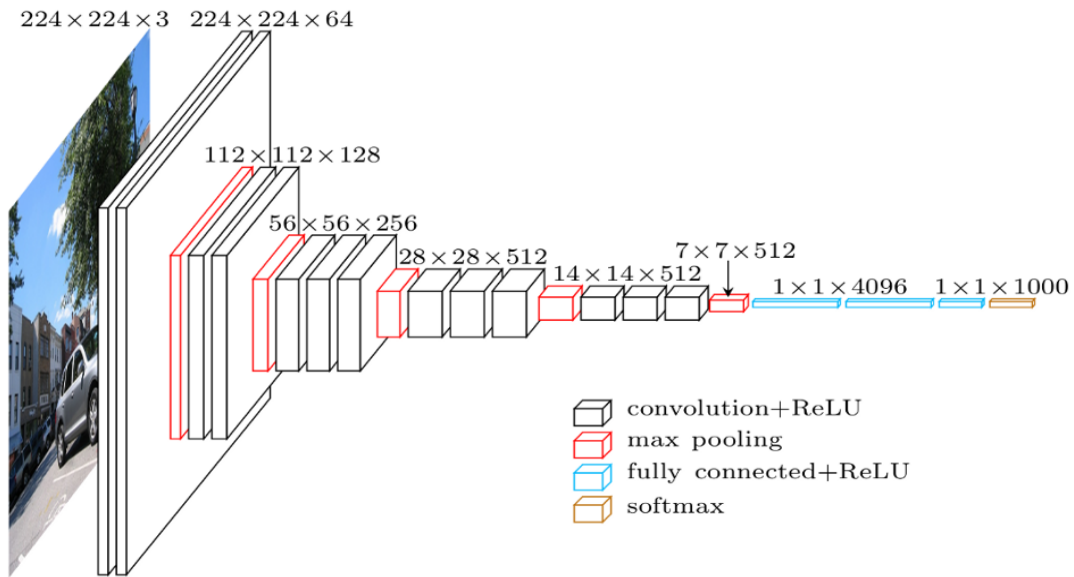 224×224×3
224×224×64
112×112×128
56×56×256
28×28×512
14×14×512
7×7×512
1×1×4096
1×1×1000
convolution+ReLU
max pooling
fully connected+ReLU
softmax